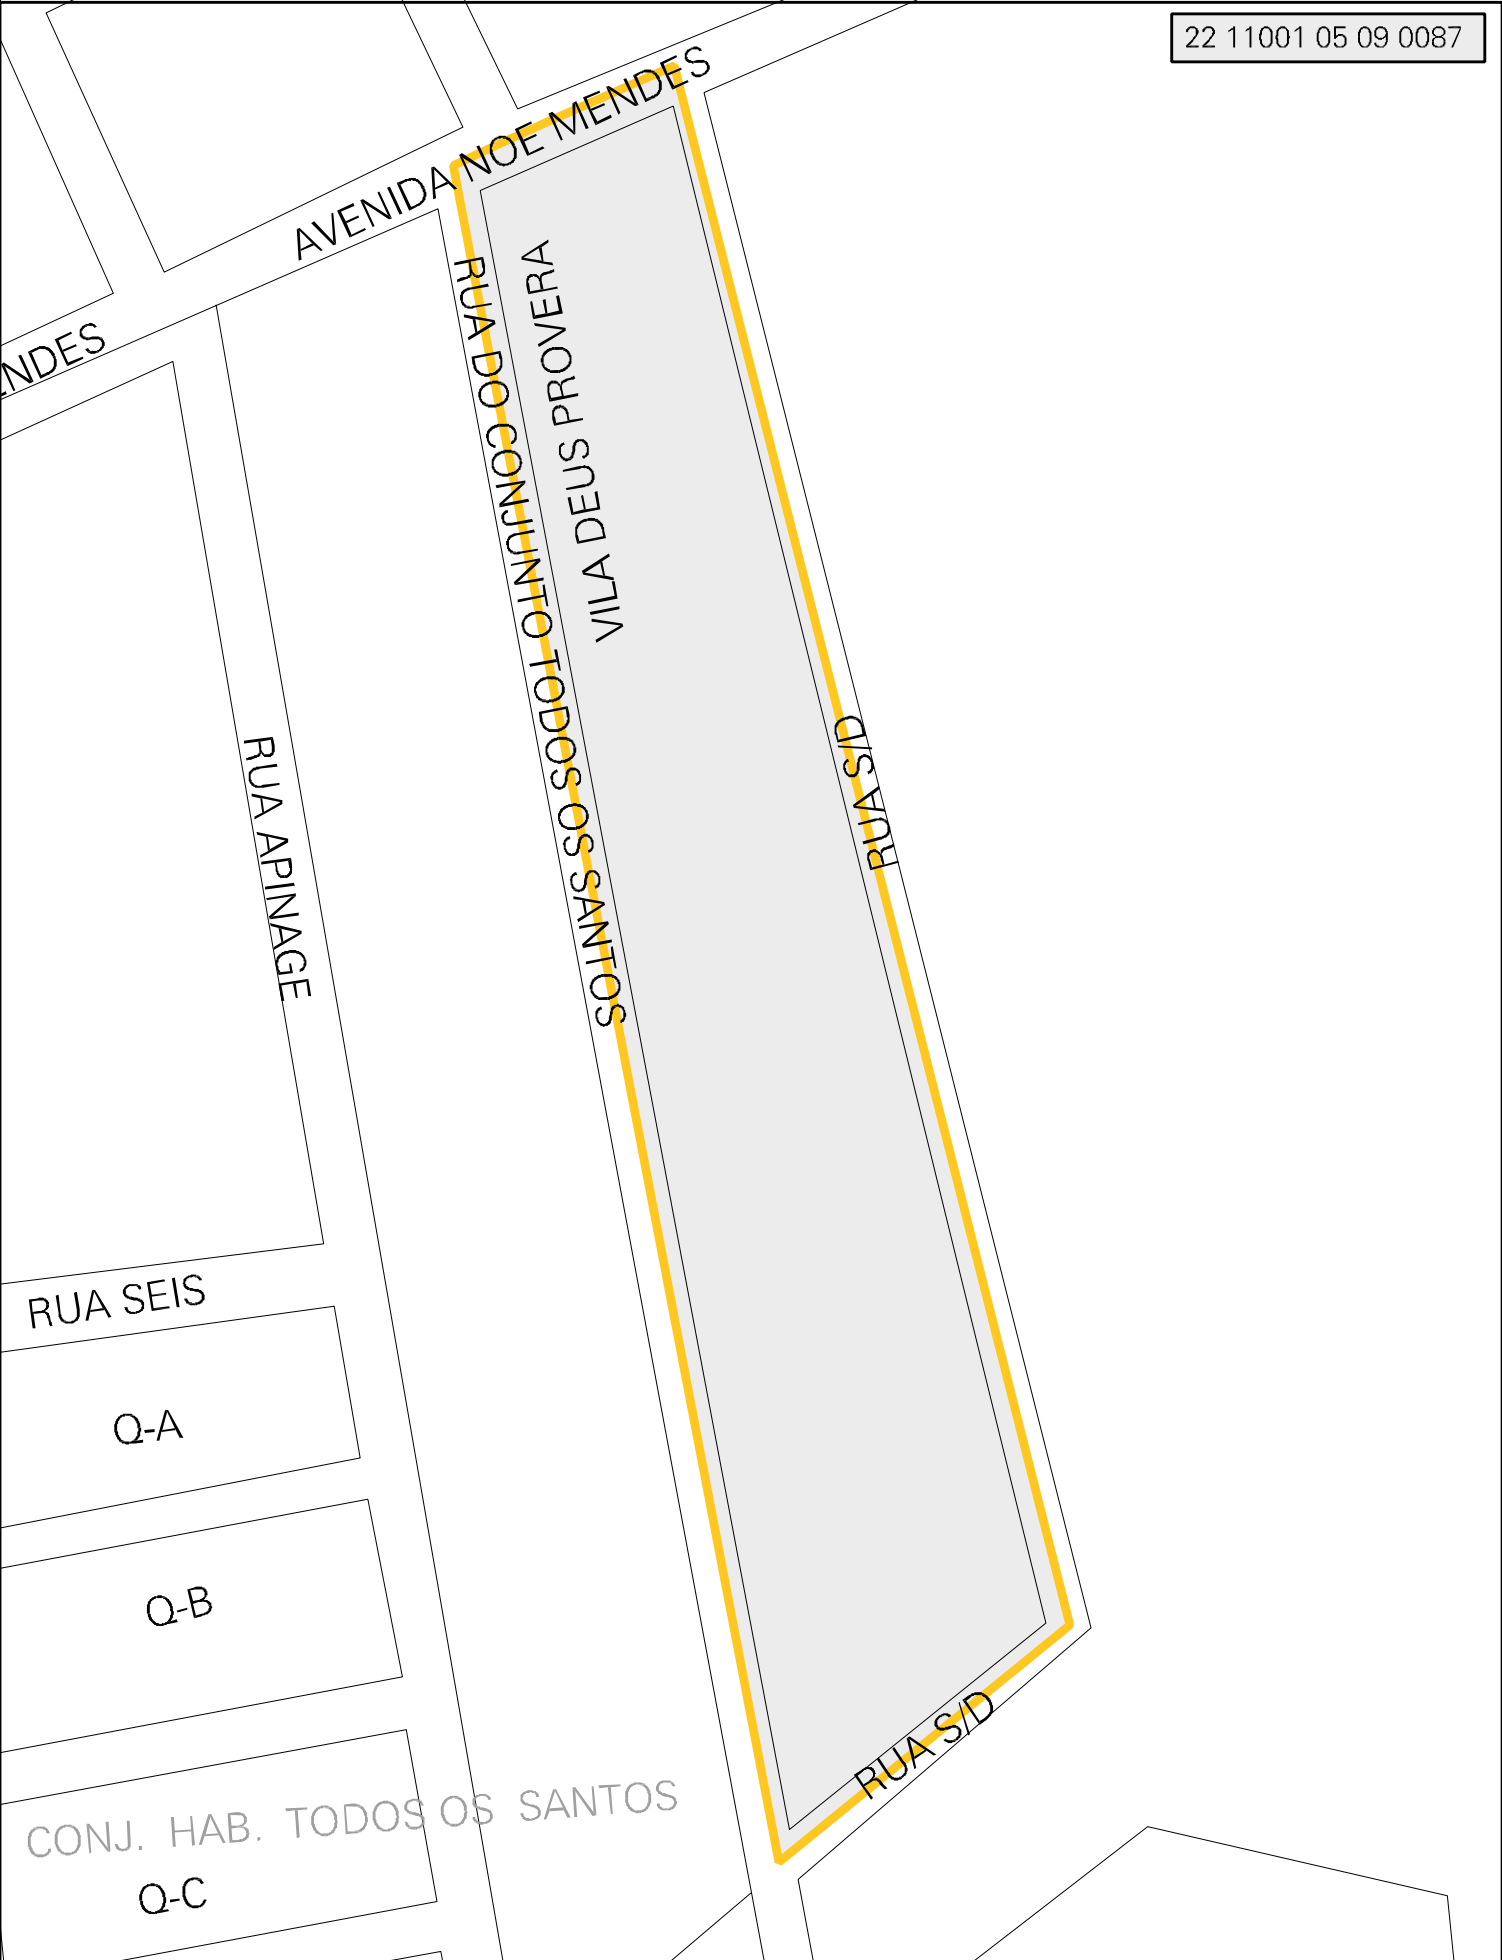 22 11001 05 09 0087
AVENIDA NOE MENDES
ENDES
RUA DO CONJUNTO TODOS OS SANTOS
VILA DEUS PROVERA
RUA S/D
RUA APINAGE
RUA SEIS
Q-A
Q-B
RUA S/D
CONJ. HAB. TODOS OS SANTOS
Q-C